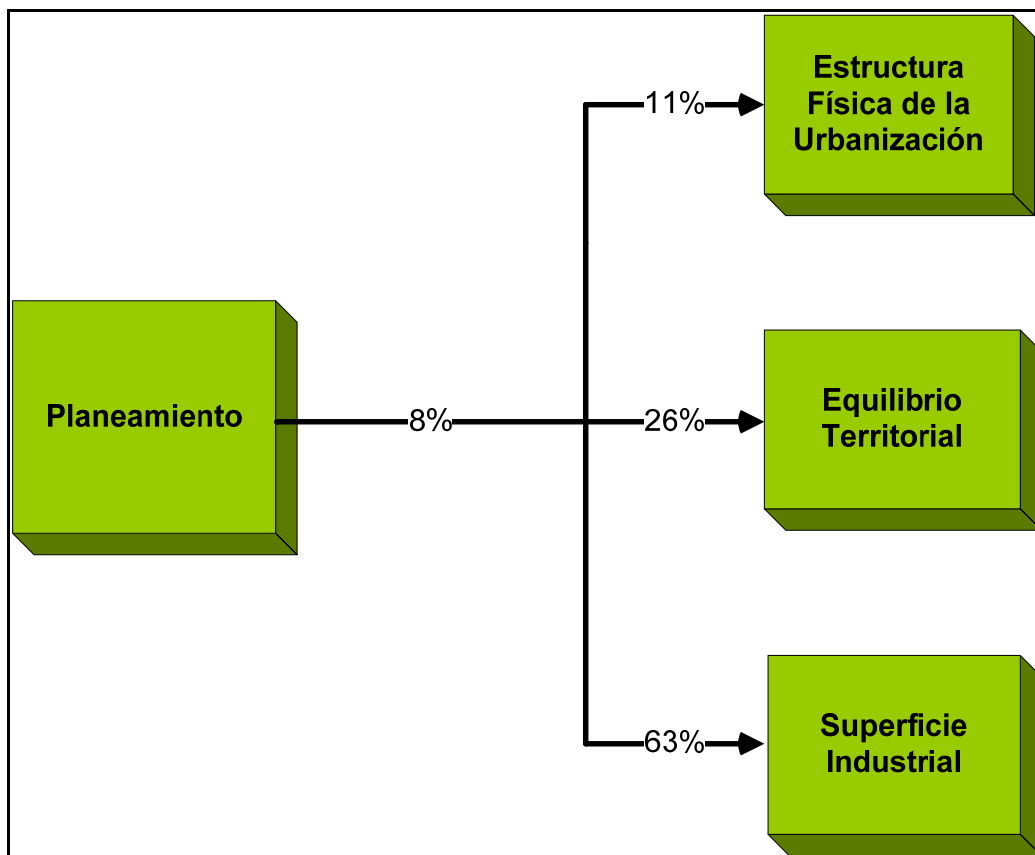 11%
Estructura
Física de la
Urbanización
Planeamiento
8%
26%
Equilibrio
Territorial
63%
Superficie
Industrial